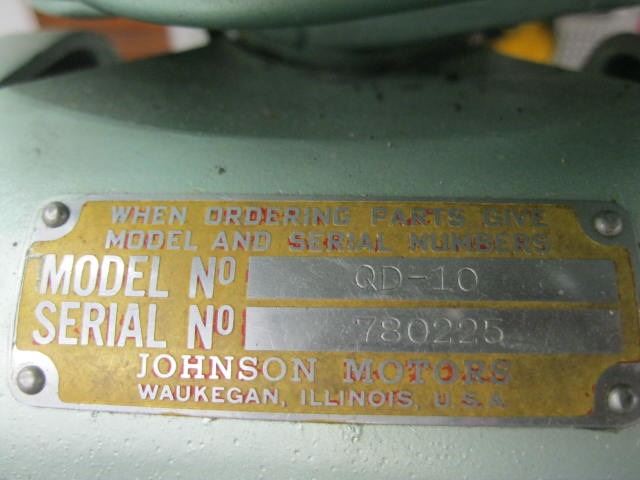 WHEN ORDERING PARTS GIVE
MODEL AND SERIAL NUMBERS
MODEL Nº QD-10
SERIAL Nº 780225
JOHNSON MOTORS
WAUKEGAN, ILLINOIS, U.S.A